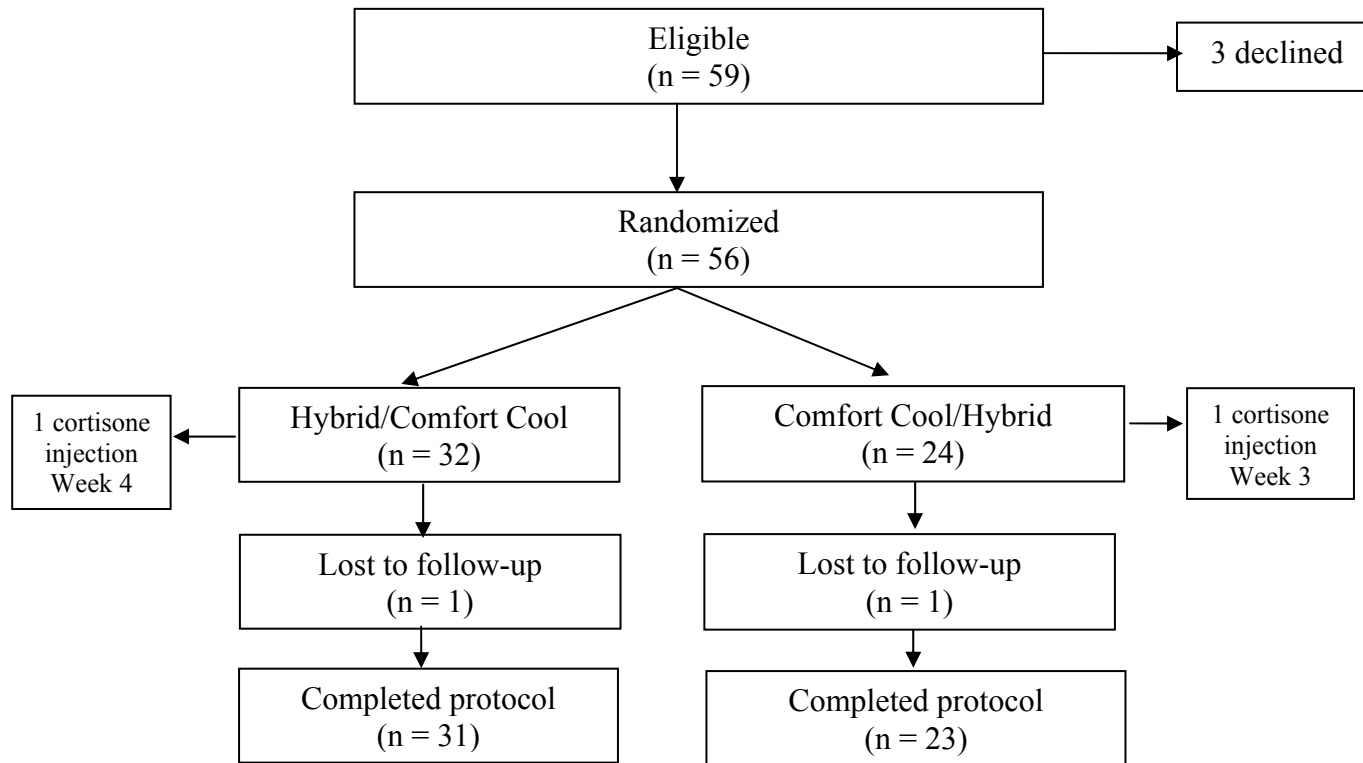 Eligible
(n = 59)
3 declined
Randomized
(n = 56)
1 cortisone
injection
Week 4
Hybrid/Comfort Cool
(n = 32)
Comfort Cool/Hybrid
(n = 24)
1 cortisone
injection
Week 3
Lost to follow-up
(n = 1)
Lost to follow-up
(n = 1)
Completed protocol
(n = 31)
Completed protocol
(n = 23)